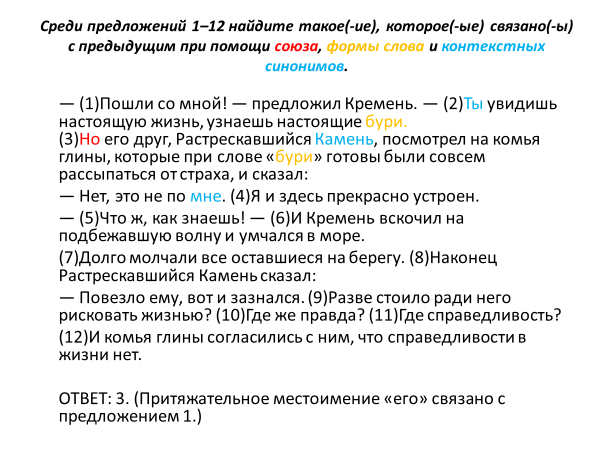 Среди предложений 1–12 найдите такое(-ие), которое(-ые) связано(-ы)
с предыдущим при помощи союза, формы слова и контекстных
синонимов.
— (1)Пошли со мной! — предложил Кремень. — (2)Ты увидишь
настоящую жизнь, узнаешь настоящие бури.
(3)Но его друг, Растрескавшийся Камень, посмотрел на комья
глины, которые при слове «бури» готовы были совсем
рассыпаться от страха, и сказал:
— Нет, это не по мне. (4)Я и здесь прекрасно устроен.
— (5)Что ж, как знаешь! — (6)И Кремень вскочил на
подбежавшую волну и умчался в море.
(7)Долго молчали все оставшиеся на берегу. (8)Наконец
Растрескавшийся Камень сказал:
— Повезло ему, вот и зазнался. (9)Разве стоило ради него
рисковать жизнью? (10)Где же правда? (11)Где справедливость?
(12)И комья глины согласились с ним, что справедливости в
жизни нет.
ОТВЕТ: 3. (Притяжательное местоимение «его» связано с
предложением 1.)